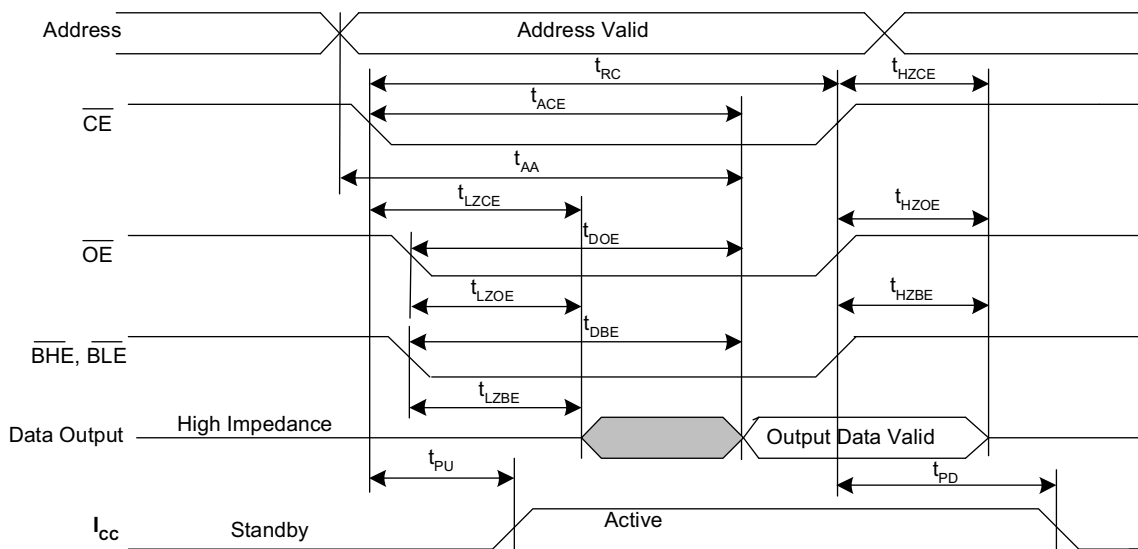 Address
Address Valid
tRC
tHZCE
tACE
CE
tAA
tLZCE
tHZOE
OE
tDOE
tLZOE
tHZBE
tDBE
BHE, BLE
tLZBE
Data Output
High Impedance
Output Data Valid
tPU
tPD
ICC
Standby
Active